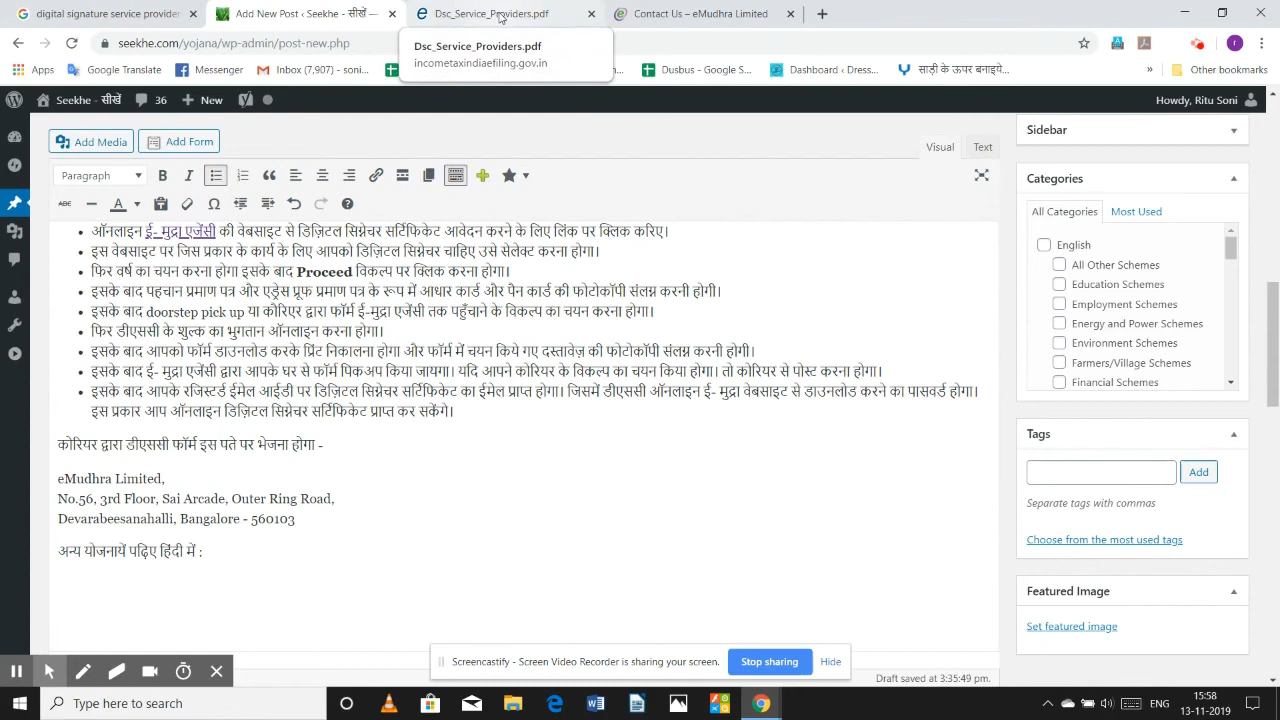 digital signature service provider
Add New Post ‹ Seekhe - सीखें —
Dsc_Service_Providers.pdf
Contact Us – eMudhra Limited
seekhe.com/yojana/wp-admin/post-new.php
Dsc_Service_Providers.pdf
incometaxindiaefiling.gov.in
Apps
Google Translate
Messenger
Inbox (7,907) - soni...
Dusbus - Google S...
Dashboard ‹ Dress...
साड़ी के ऊपर बनाइये...
»
Other bookmarks
Seekhe - सीखें
36
New
Howdy, Ritu Soni
Add Media
Add Form
Visual
Text
Paragraph
B I
ABC
A
Ω
ऑनलाइन ई- मुद्रा एजेंसी की वेबसाइट से डिज़िटल सिग्नेचर सर्टिफिकेट आवेदन करने के लिए लिंक पर क्लिक करिए।
इस वेबसाइट पर जिस प्रकार के कार्य के लिए आपको डिज़िटल सिग्नेचर चाहिए उसे सेलेक्ट करना होगा।
फिर वर्ष का चयन करना होगा इसके बाद Proceed विकल्प पर क्लिक करना होगा।
इसके बाद पहचान प्रमाण पत्र और एड्रेस प्रूफ प्रमाण पत्र के रूप में आधार कार्ड और पैन कार्ड की फोटोकॉपी संलग्न करनी होगी।
इसके बाद doorstep pick up या कौरिएर द्वारा फॉर्म ई-मुद्रा एजेंसी तक पहुँचाने के विकल्प का चयन करना होगा।
फिर डीएससी के शुल्क का भुगतान ऑनलाइन करना होगा।
इसके बाद आपको फॉर्म डाउनलोड करके प्रिंट निकालना होगा और फॉर्म में चयन किये गए दस्तावेज़ की फोटोकॉपी संलग्न करनी होगी।
इसके बाद ई- मुद्रा एजेंसी द्वारा आपके घर से फॉर्म पिकअप किया जायगा। यदि आपने कोरियर के विकल्प का चयन किया होगा। तो कोरियर से पोस्ट करना होगा।
इसके बाद आपके रजिस्टर्ड ईमेल आईडी पर डिज़िटल सिग्नेचर सर्टिफिकेट का ईमेल प्राप्त होगा। जिसमें डीएससी ऑनलाइन ई- मुद्रा वेबसाइट से डाउनलोड करने का पासवर्ड होगा।
इस प्रकार आप ऑनलाइन डिज़िटल सिग्नेचर सर्टिफिकेट प्राप्त कर सकेंगे।
कोरियर द्वारा डीएससी फॉर्म इस पते पर भेजना होगा -
eMudhra Limited,
No.56, 3rd Floor, Sai Arcade, Outer Ring Road,
Devarabeesanahalli, Bangalore - 560103
अन्य योजनायें पढ़िए हिंदी में :
Sidebar
Categories
All Categories
Most Used
English
All Other Schemes
Education Schemes
Employment Schemes
Energy and Power Schemes
Environment Schemes
Farmers/Village Schemes
Financial Schemes
Tags
Add
Separate tags with commas
Choose from the most used tags
Featured Image
Set featured image
Screencastify - Screen Video Recorder is sharing your screen.
Stop sharing
Hide
Draft saved at 3:35:49 pm.
Type here to search
ENG
15:58
13-11-2019